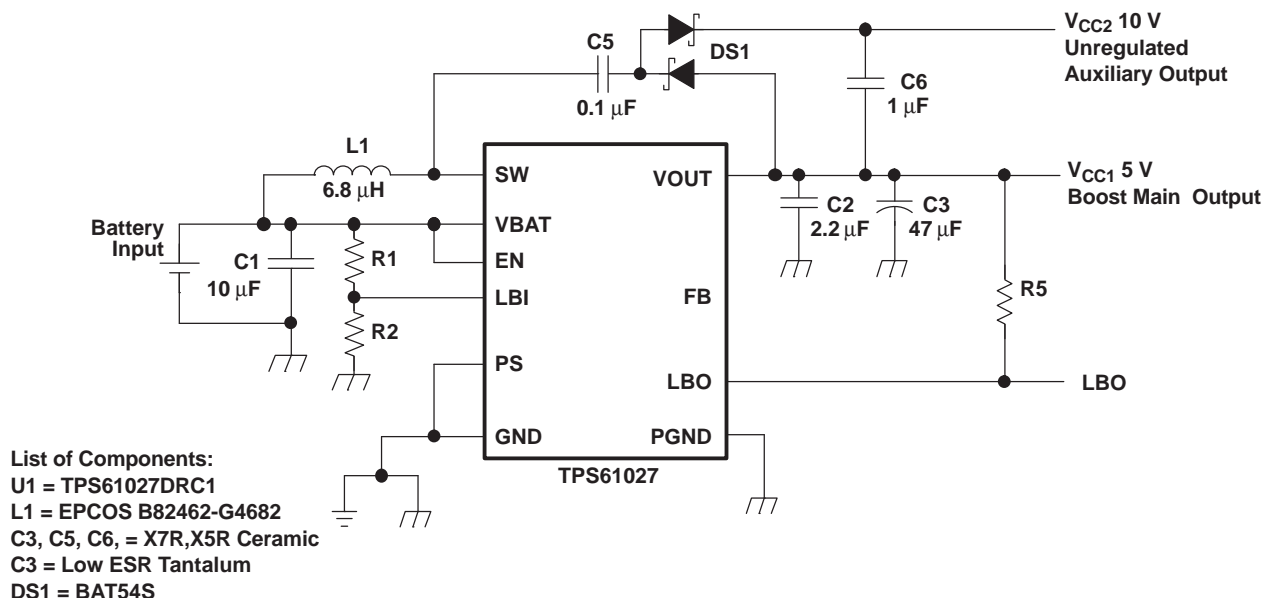 C5
0.1 µF
DS1
VCC2 10 V
Unregulated
Auxiliary Output
C6
1 µF
L1
6.8 µH
SW
VOUT
VCC1 5 V
Boost Main Output
C2
2.2 µF
C3
47 µF
Battery
Input
C1
10 µF
VBAT
R1
EN
LBI
FB
R5
R2
PS
LBO
LBO
GND
PGND
TPS61027
List of Components:
U1 = TPS61027DRC1
L1 = EPCOS B82462-G4682
C3, C5, C6, = X7R,X5R Ceramic
C3 = Low ESR Tantalum
DS1 = BAT54S